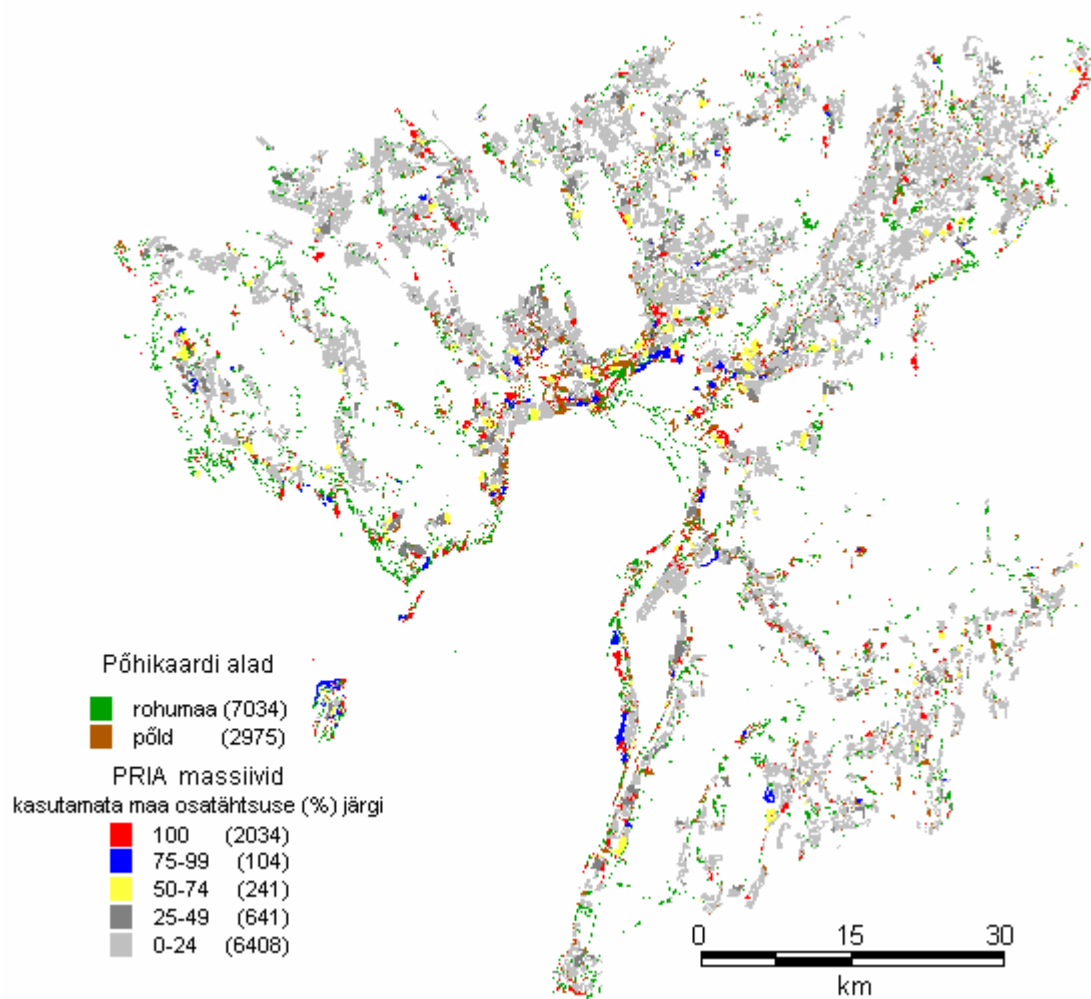 Põhikaardi alad
rohumaa (7034)
põld (2975)
PRIA massiivid
kasutamata maa osatähtsuse (%) järgi
100 (2034)
75-99 (104)
50-74 (241)
25-49 (641)
0-24 (6408)
0 15 30
km